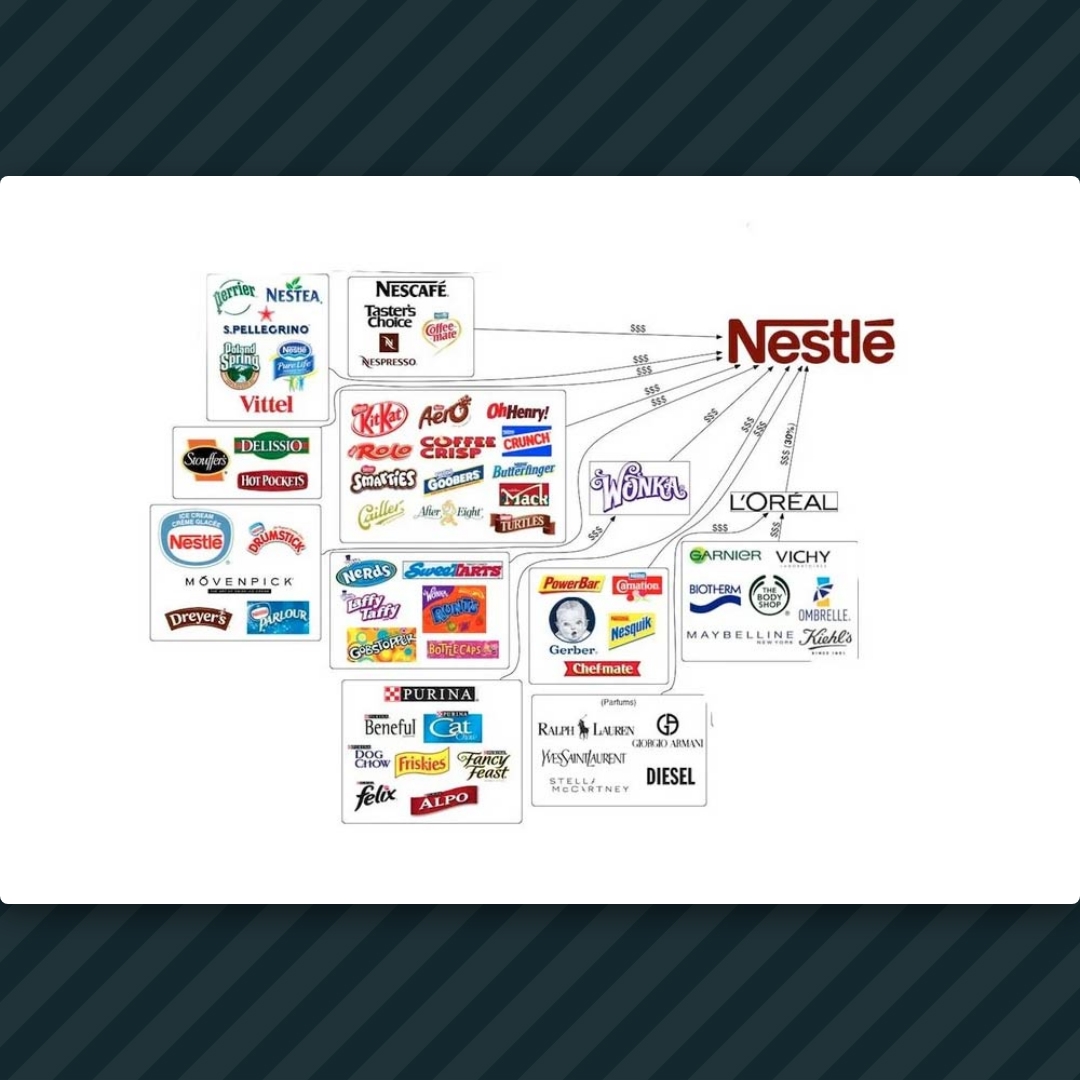 perrier NESTEA
S.PELLEGRINO
Poland Spring
Nestlé Pure Life
Vittel
NESCAFÉ
Taster's Choice
Coffee-mate
NESPRESSO
$$$
Nestlé
$$$
$$$
$$$
$$$
$$$
$$$
$$$
$$$ (30%)
KitKat Aero Oh Henry!
Rolo COFFEE CRISP CRUNCH
SMARTIES GOOBERS Butterfinger
Cailler After Eight Mack
TURTLES
Stouffer's DELISSIO
HOT POCKETS
WONKA
L'ORÉAL
$$$
$$$
$$$
ICE CREAM
CRÈME GLACÉE
Nestlé DRUMSTICK
MÖVENPICK
Dreyer's PARLOUR
NERDS SweeTARTS
Laffy Taffy
WONKA RUNTS
GOBSTOPPER BOTTLE CAPS
PowerBar Carnation
Gerber Nesquik
Chef-mate
GARNIER VICHY
LABORATOIRES
BIOTHERM THE BODY SHOP
OMBRELLE
MAYBELLINE
NEW YORK
Kiehl's
SINCE 1851
PURINA
Beneful Cat Chow
DOG CHOW Friskies Fancy Feast
felix ALPO
(Parfums)
RALPH LAUREN
GIORGIO ARMANI
YVESSAINTLAURENT
STELLA McCARTNEY
DIESEL